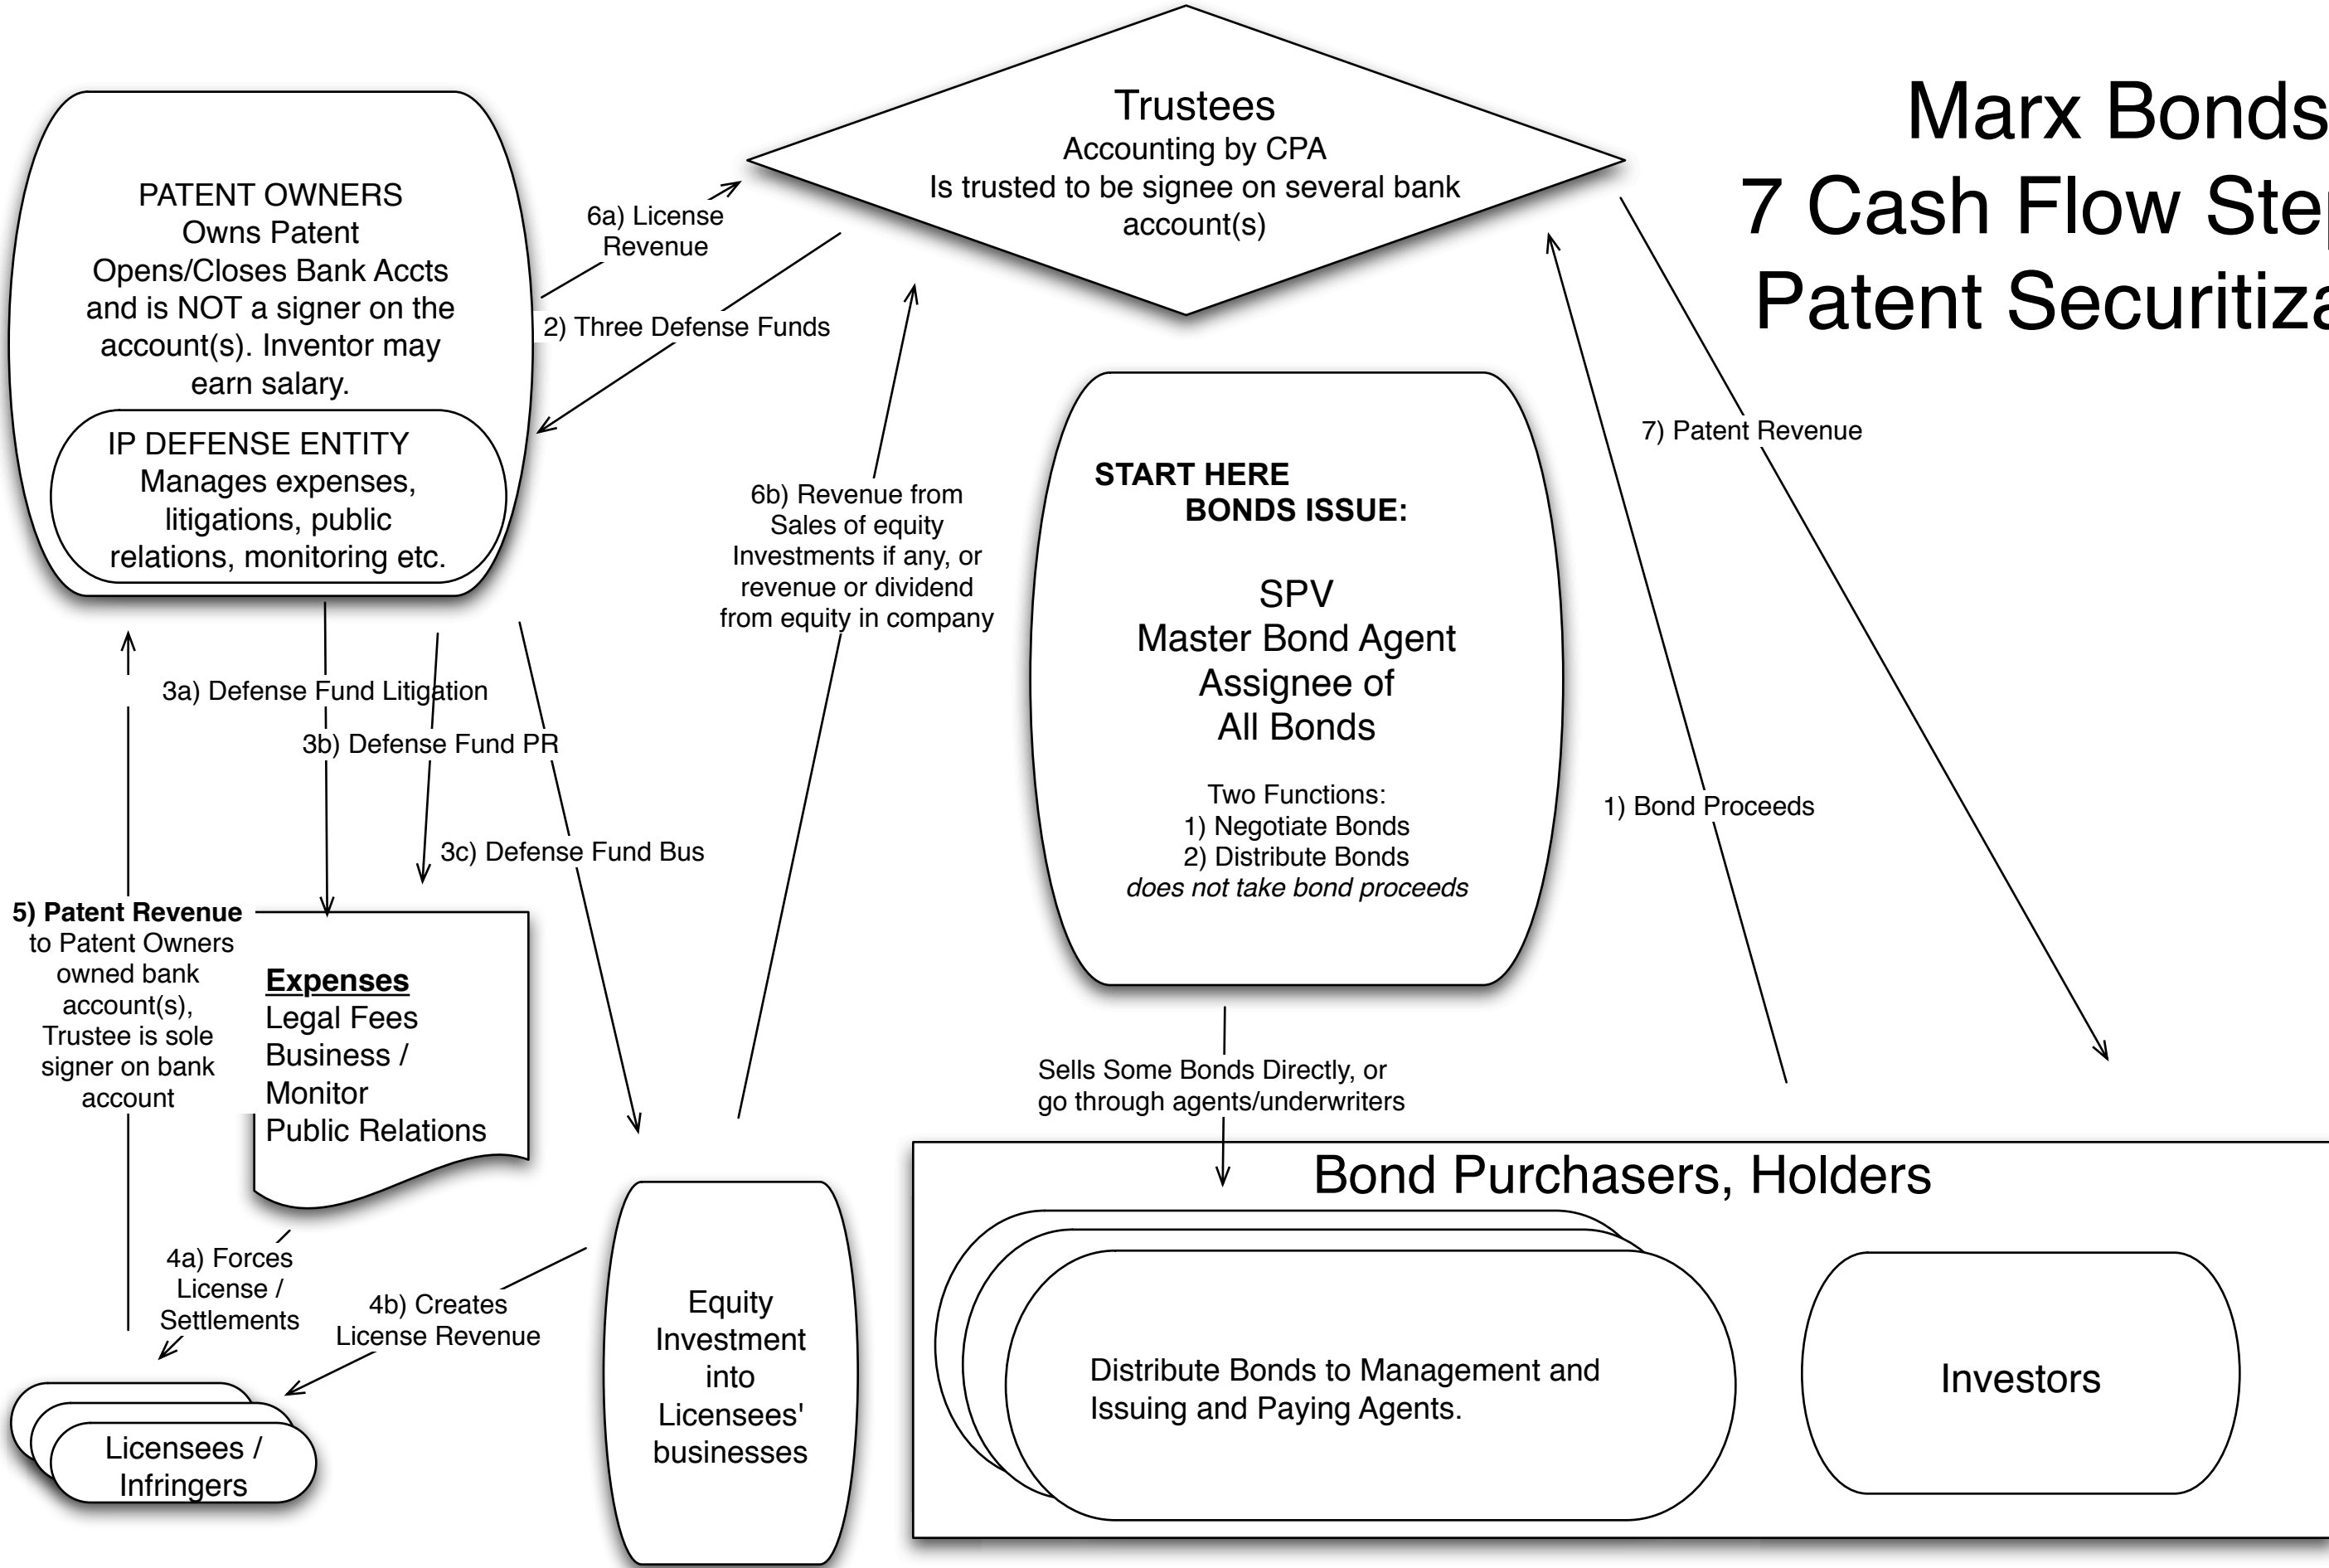 Marx Bonds
7 Cash Flow
Patent
Trustees
Accounting by CPA
Is trusted to be signee on several bank
account(s)
PATENT OWNERS
Owns Patent
Opens/Closes Bank Accts
and is NOT a signer on the
account(s). Inventor may
earn salary.
IP DEFENSE ENTITY
Manages expenses,
litigations, public
relations, monitoring etc.
6a) License
Revenue
2) Three Defense Funds
6b) Revenue from
Sales of equity
Investments if any, or
revenue or dividend
from equity in company
START HERE
BONDS ISSUE:
SPV
Master Bond Agent
Assignee of
All Bonds
Two Functions:
1) Negotiate Bonds
2) Distribute Bonds
does not take bond proceeds
7) Patent Revenue
1) Bond Proceeds
3a) Defense Fund Litigation
3b) Defense Fund PR
3c) Defense Fund Bus
5) Patent Revenue
to Patent Owners
owned bank
account(s),
Trustee is sole
signer on bank
account
Expenses
Legal Fees
Business /
Monitor
Public Relations
Sells Some Bonds Directly, or
go through agents/underwriters
4a) Forces
License /
Settlements
4b) Creates
License Revenue
Licensees /
Infringers
Equity
Investment
into
Licensees'
businesses
Bond Purchasers, Holders
Distribute Bonds to Management and
Issuing and Paying Agents.
Investors